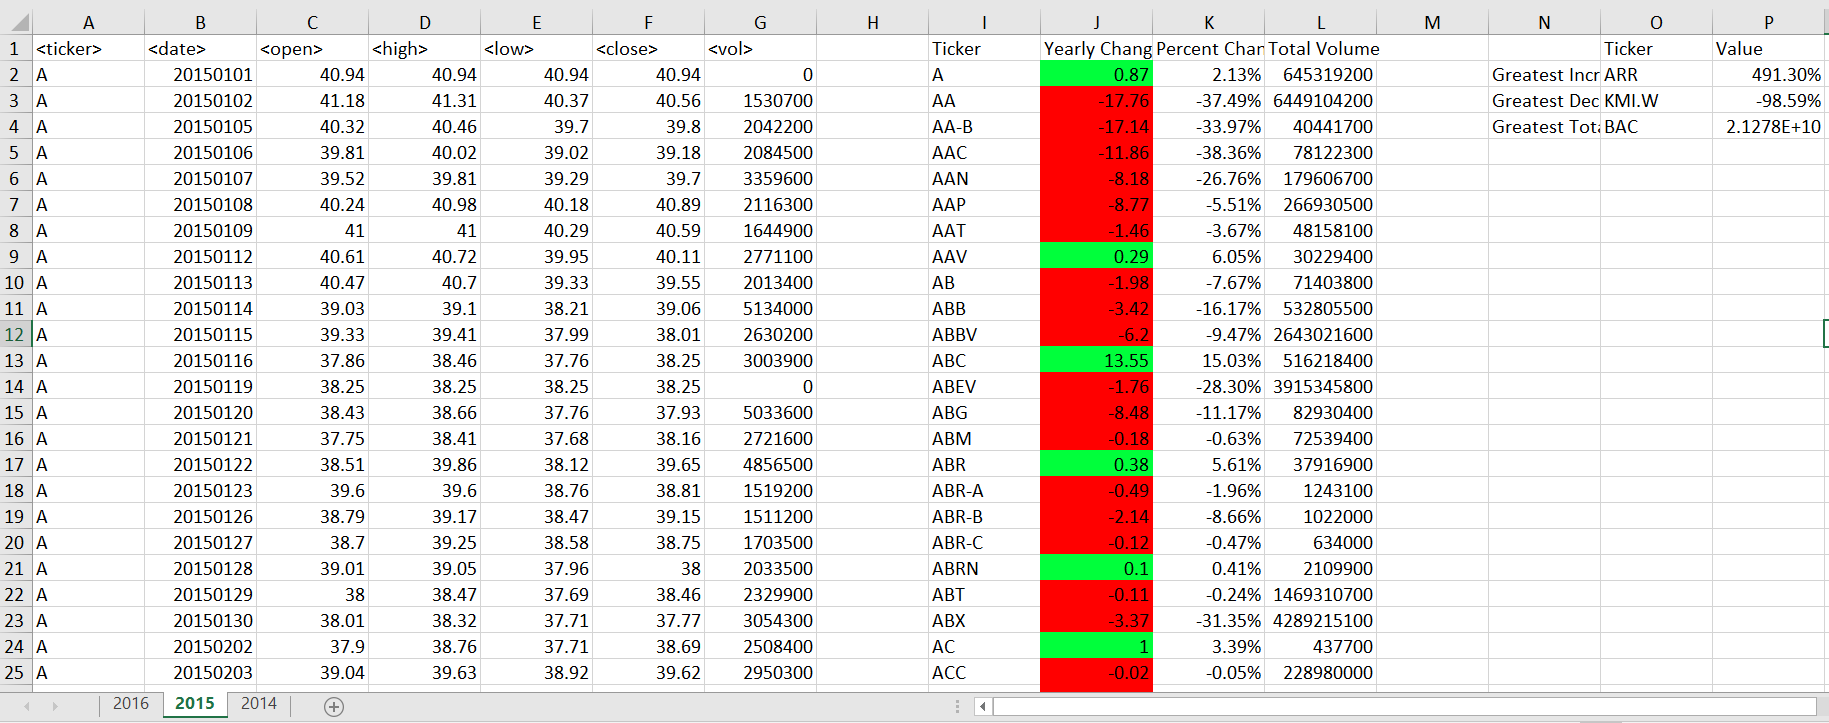 A B C D E F G H I J K L M N O P
1 <ticker> <date> <open> <high> <low> <close> <vol> Ticker Yearly Chang Percent Chan Total Volume Ticker Value
2 A 20150101 40.94 40.94 40.94 40.94 0 A 0.87 2.13% 645319200 Greatest Incr ARR 491.30%
3 A 20150102 41.18 41.31 40.37 40.56 1530700 AA -17.76 -37.49% 6449104200 Greatest Dec KMI.W -98.59%
4 A 20150105 40.32 40.46 39.7 39.8 2042200 AA-B -17.14 -33.97% 40441700 Greatest Tota BAC 2.1278E+10
5 A 20150106 39.81 40.02 39.02 39.18 2084500 AAC -11.86 -38.36% 78122300
6 A 20150107 39.52 39.81 39.29 39.7 3359600 AAN -8.18 -26.76% 179606700
7 A 20150108 40.24 40.98 40.18 40.89 2116300 AAP -8.77 -5.51% 266930500
8 A 20150109 41 41 40.29 40.59 1644900 AAT -1.46 -3.67% 48158100
9 A 20150112 40.61 40.72 39.95 40.11 2771100 AAV 0.29 6.05% 30229400
10 A 20150113 40.47 40.7 39.33 39.55 2013400 AB -1.98 -7.67% 71403800
11 A 20150114 39.03 39.1 38.21 39.06 5134000 ABB -3.42 -16.17% 532805500
12 A 20150115 39.33 39.41 37.99 38.01 2630200 ABBV -6.2 -9.47% 2643021600
13 A 20150116 37.86 38.46 37.76 38.25 3003900 ABC 13.55 15.03% 516218400
14 A 20150119 38.25 38.25 38.25 38.25 0 ABEV -1.76 -28.30% 3915345800
15 A 20150120 38.43 38.66 37.76 37.93 5033600 ABG -8.48 -11.17% 82930400
16 A 20150121 37.75 38.41 37.68 38.16 2721600 ABM -0.18 -0.63% 72539400
17 A 20150122 38.51 39.86 38.12 39.65 4856500 ABR 0.38 5.61% 37916900
18 A 20150123 39.6 39.6 38.76 38.81 1519200 ABR-A -0.49 -1.96% 1243100
19 A 20150126 38.79 39.17 38.47 39.15 1511200 ABR-B -2.14 -8.66% 1022000
20 A 20150127 38.7 39.25 38.58 38.75 1703500 ABR-C -0.12 -0.47% 634000
21 A 20150128 39.01 39.05 37.96 38 2033500 ABRN 0.1 0.41% 2109900
22 A 20150129 38 38.47 37.69 38.46 2329900 ABT -0.11 -0.24% 1469310700
23 A 20150130 38.01 38.32 37.71 37.77 3054300 ABX -3.37 -31.35% 4289215100
24 A 20150202 37.9 38.76 37.71 38.69 2508400 AC 1 3.39% 437700
25 A 20150203 39.04 39.63 38.92 39.62 2950300 ACC -0.02 -0.05% 228980000
2016 2015 2014